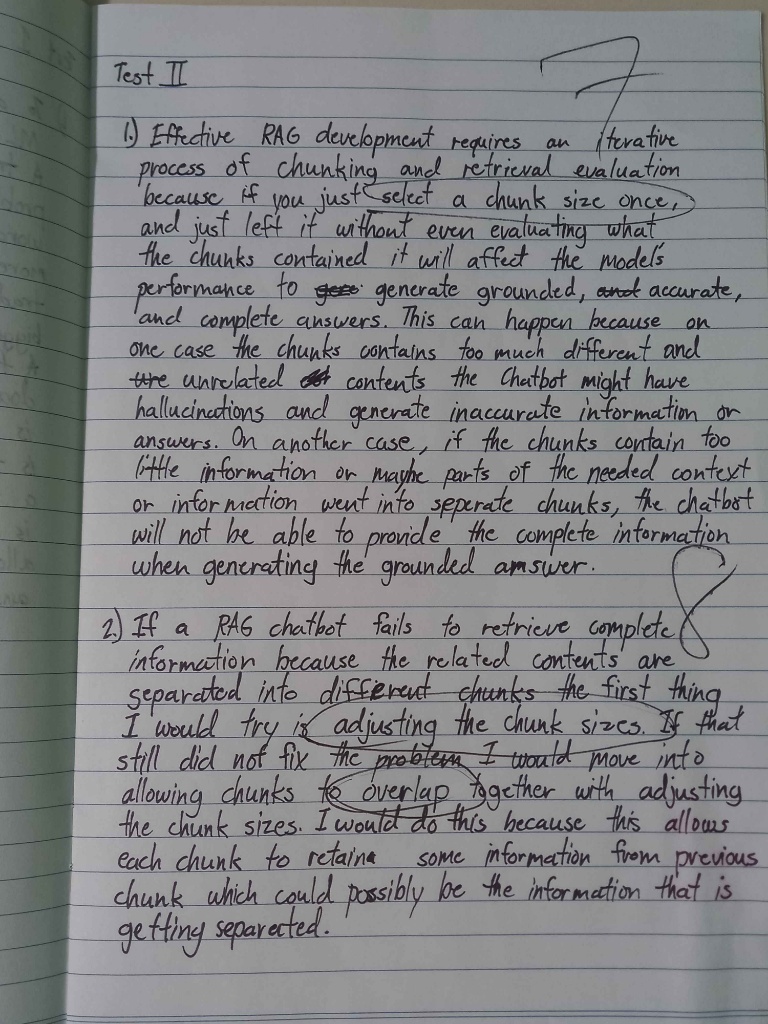 Test II
7
1.) Effective RAG development requires an iterative
process of chunking and retrieval evaluation
because if you just select a chunk size once,
and just left it without even evaluating what
the chunks contained it will affect the model's
performance to generate grounded, and accurate,
and complete answers. This can happen because on
one case the chunks contains too much different and
unrelated contents the Chatbot might have
hallucinations and generate inaccurate information or
answers. On another case, if the chunks contain too
little information or maybe parts of the needed context
or information went into seperate chunks, the chatbot
will not be able to provide the complete information
when generating the grounded answer.
8
2.) If a RAG chatbot fails to retrieve complete
information because the related contents are
separated into different chunks the first thing
I would try is adjusting the chunk sizes. If that
still did not fix the problem I would move into
allowing chunks to overlap together with adjusting
the chunk sizes. I would do this because this allows
each chunk to retain some information from previous
chunk which could possibly be the information that is
getting separected.